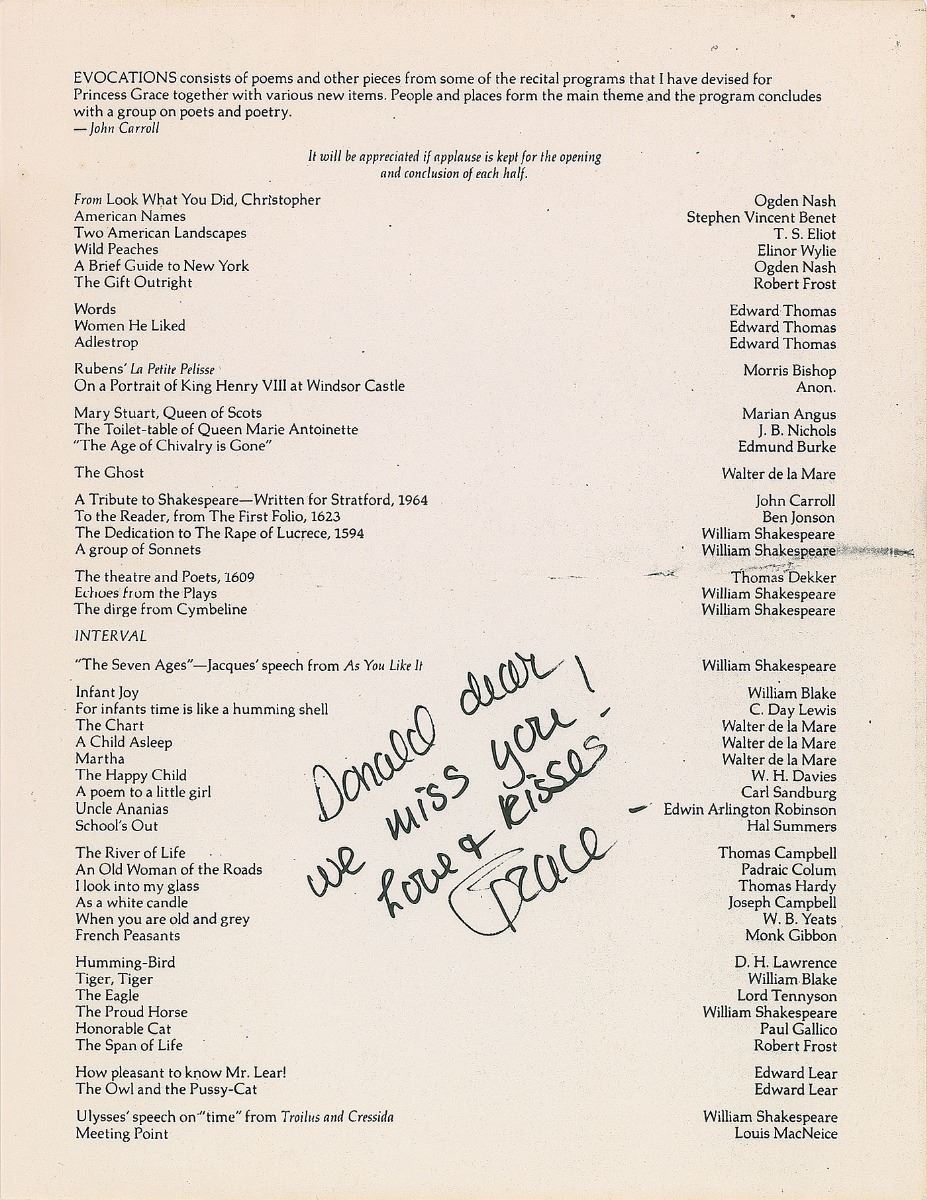 EVOCATIONS consists of poems and other pieces from some of the recital programs that I have devised for
Princess Grace together with various new items. People and places form the main theme and the program concludes
with a group on poets and poetry.
— John Carroll
It will be appreciated if applause is kept for the opening
and conclusion of each half.
From Look What You Did, Christopher Ogden Nash
American Names Stephen Vincent Benet
Two American Landscapes T. S. Eliot
Wild Peaches Elinor Wylie
A Brief Guide to New York Ogden Nash
The Gift Outright Robert Frost
Words Edward Thomas
Women He Liked Edward Thomas
Adlestrop Edward Thomas
Rubens' La Petite Pelisse Morris Bishop
On a Portrait of King Henry VIII at Windsor Castle Anon.
Mary Stuart, Queen of Scots Marian Angus
The Toilet-table of Queen Marie Antoinette J. B. Nichols
"The Age of Chivalry is Gone" Edmund Burke
The Ghost Walter de la Mare
A Tribute to Shakespeare—Written for Stratford, 1964 John Carroll
To the Reader, from The First Folio, 1623 Ben Jonson
The Dedication to The Rape of Lucrece, 1594 William Shakespeare
A group of Sonnets William Shakespeare
The theatre and Poets, 1609 Thomas Dekker
Echoes from the Plays William Shakespeare
The dirge from Cymbeline William Shakespeare
INTERVAL
"The Seven Ages"—Jacques' speech from As You Like It William Shakespeare
Infant Joy William Blake
For infants time is like a humming shell C. Day Lewis
The Chart Walter de la Mare
A Child Asleep Walter de la Mare
Martha Walter de la Mare
The Happy Child W. H. Davies
A poem to a little girl Carl Sandburg
Uncle Ananias Edwin Arlington Robinson
School's Out Hal Summers
The River of Life Thomas Campbell
An Old Woman of the Roads Padraic Colum
I look into my glass Thomas Hardy
As a white candle Joseph Campbell
When you are old and grey W. B. Yeats
French Peasants Monk Gibbon
Humming-Bird D. H. Lawrence
Tiger, Tiger William Blake
The Eagle Lord Tennyson
The Proud Horse William Shakespeare
Honorable Cat Paul Gallico
The Span of Life Robert Frost
How pleasant to know Mr. Lear! Edward Lear
The Owl and the Pussy-Cat Edward Lear
Ulysses' speech on "time" from Troilus and Cressida William Shakespeare
Meeting Point Louis MacNeice
Donald dear
we miss you!
Love & kisses -
Grace -